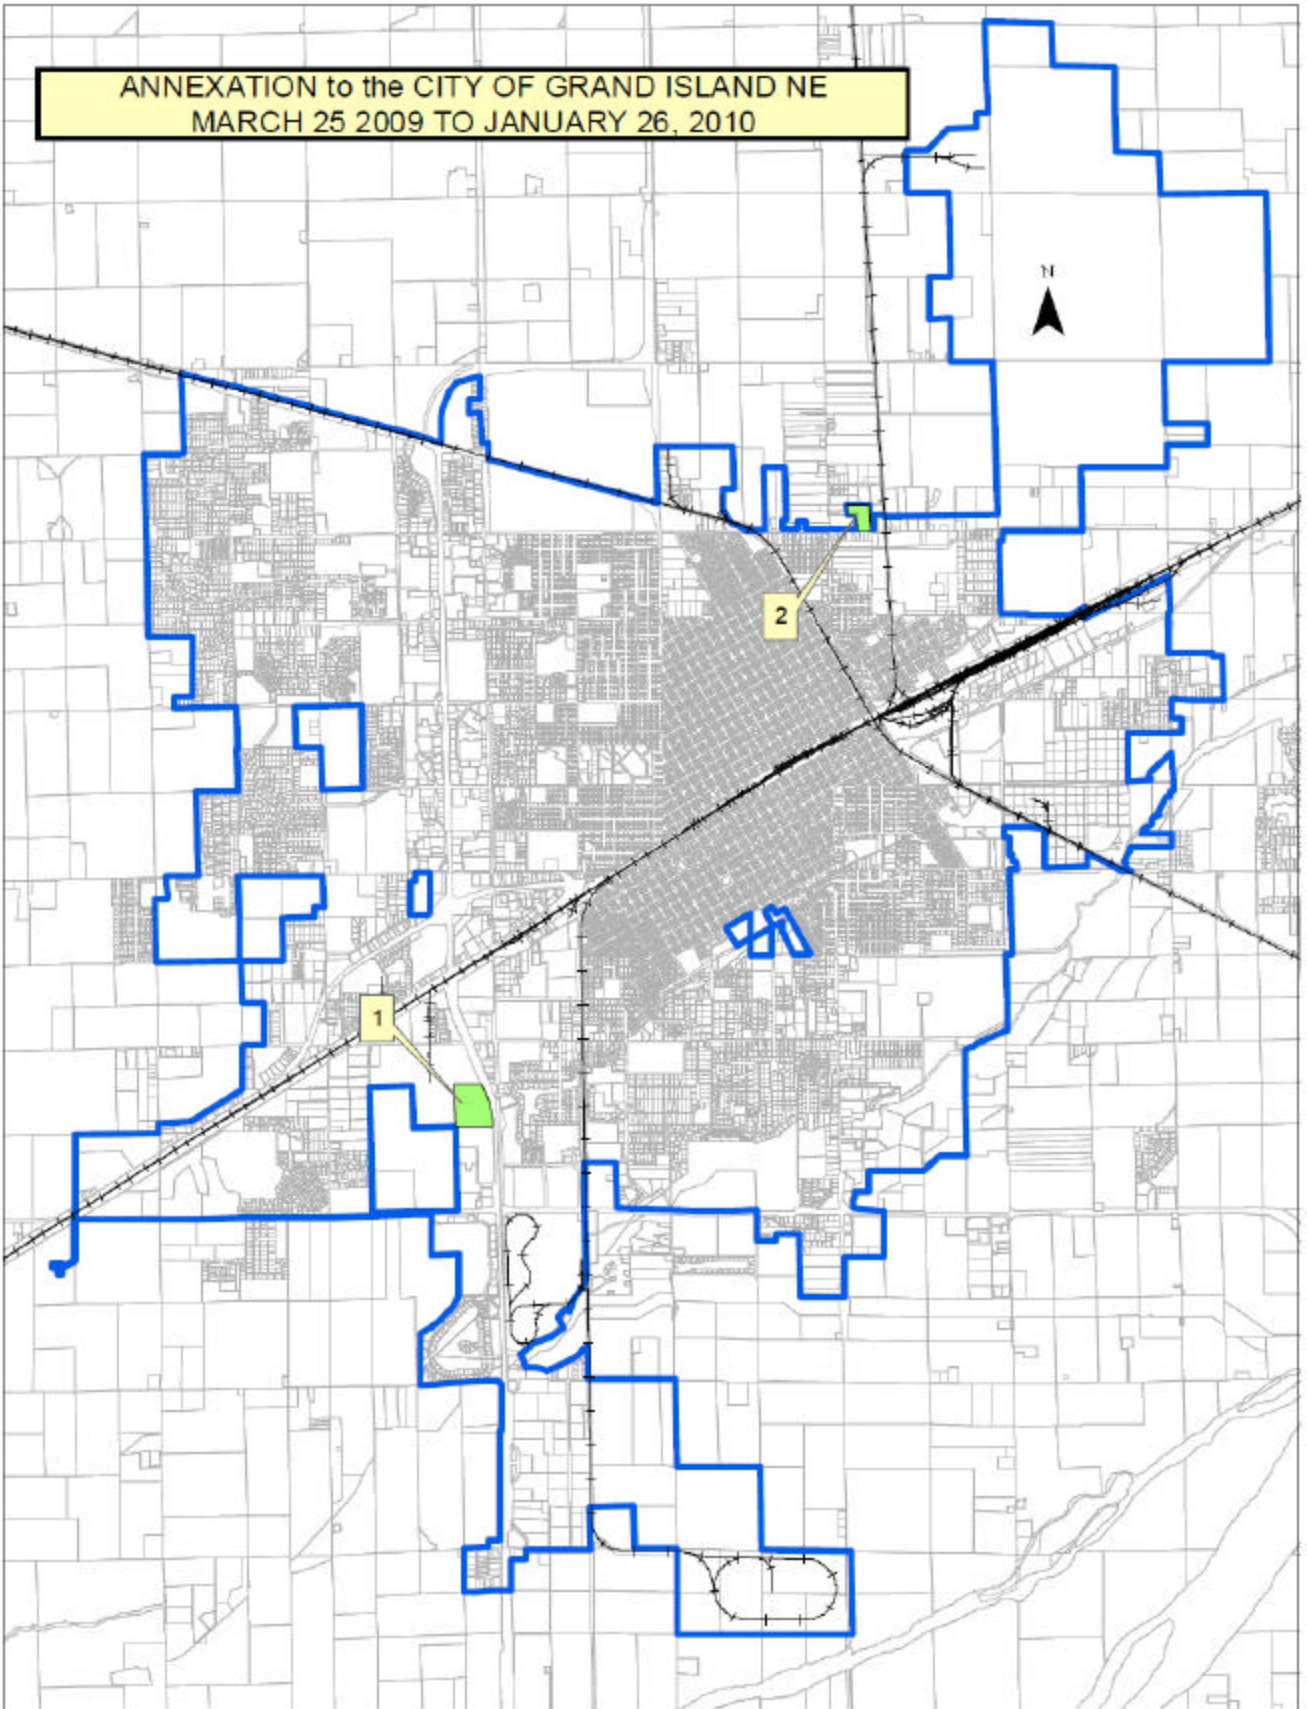 ANNEXATION to the CITY OF GRAND ISLAND NE
MARCH 25 2009 TO JANUARY 26, 2010
N
2
1